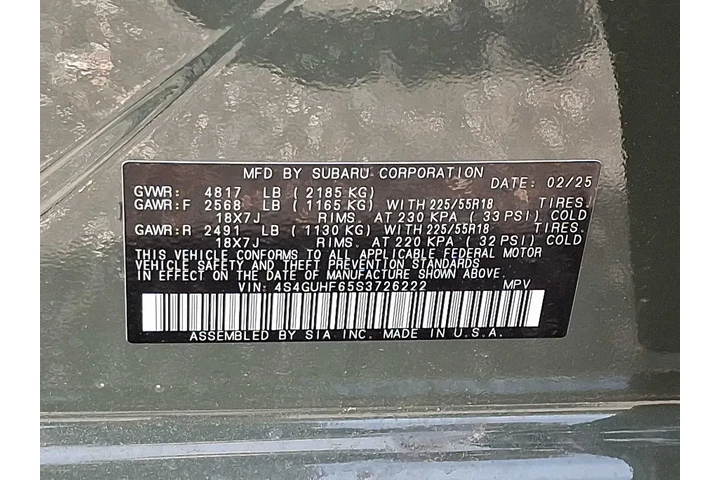 MFD BY SUBARU CORPORATION
DATE: 02/25
GVWR: 4817 LB (2185 KG)
GAWR:F 2568 LB (1165 KG) WITH 225/55R18 TIRES.
18X7J RIMS. AT 230 KPA (33 PSI) COLD
GAWR:R 2491 LB (1130 KG) WITH 225/55R18 TIRES.
18X7J RIMS. AT 220 KPA (32 PSI) COLD
THIS VEHICLE CONFORMS TO ALL APPLICABLE FEDERAL MOTOR
VEHICLE SAFETY AND THEFT PREVENTION STANDARDS
IN EFFECT ON THE DATE OF MANUFACTURE SHOWN ABOVE.
VIN: 4S4GUHF65S3726222 MPV
ASSEMBLED BY SIA INC. MADE IN U.S.A.